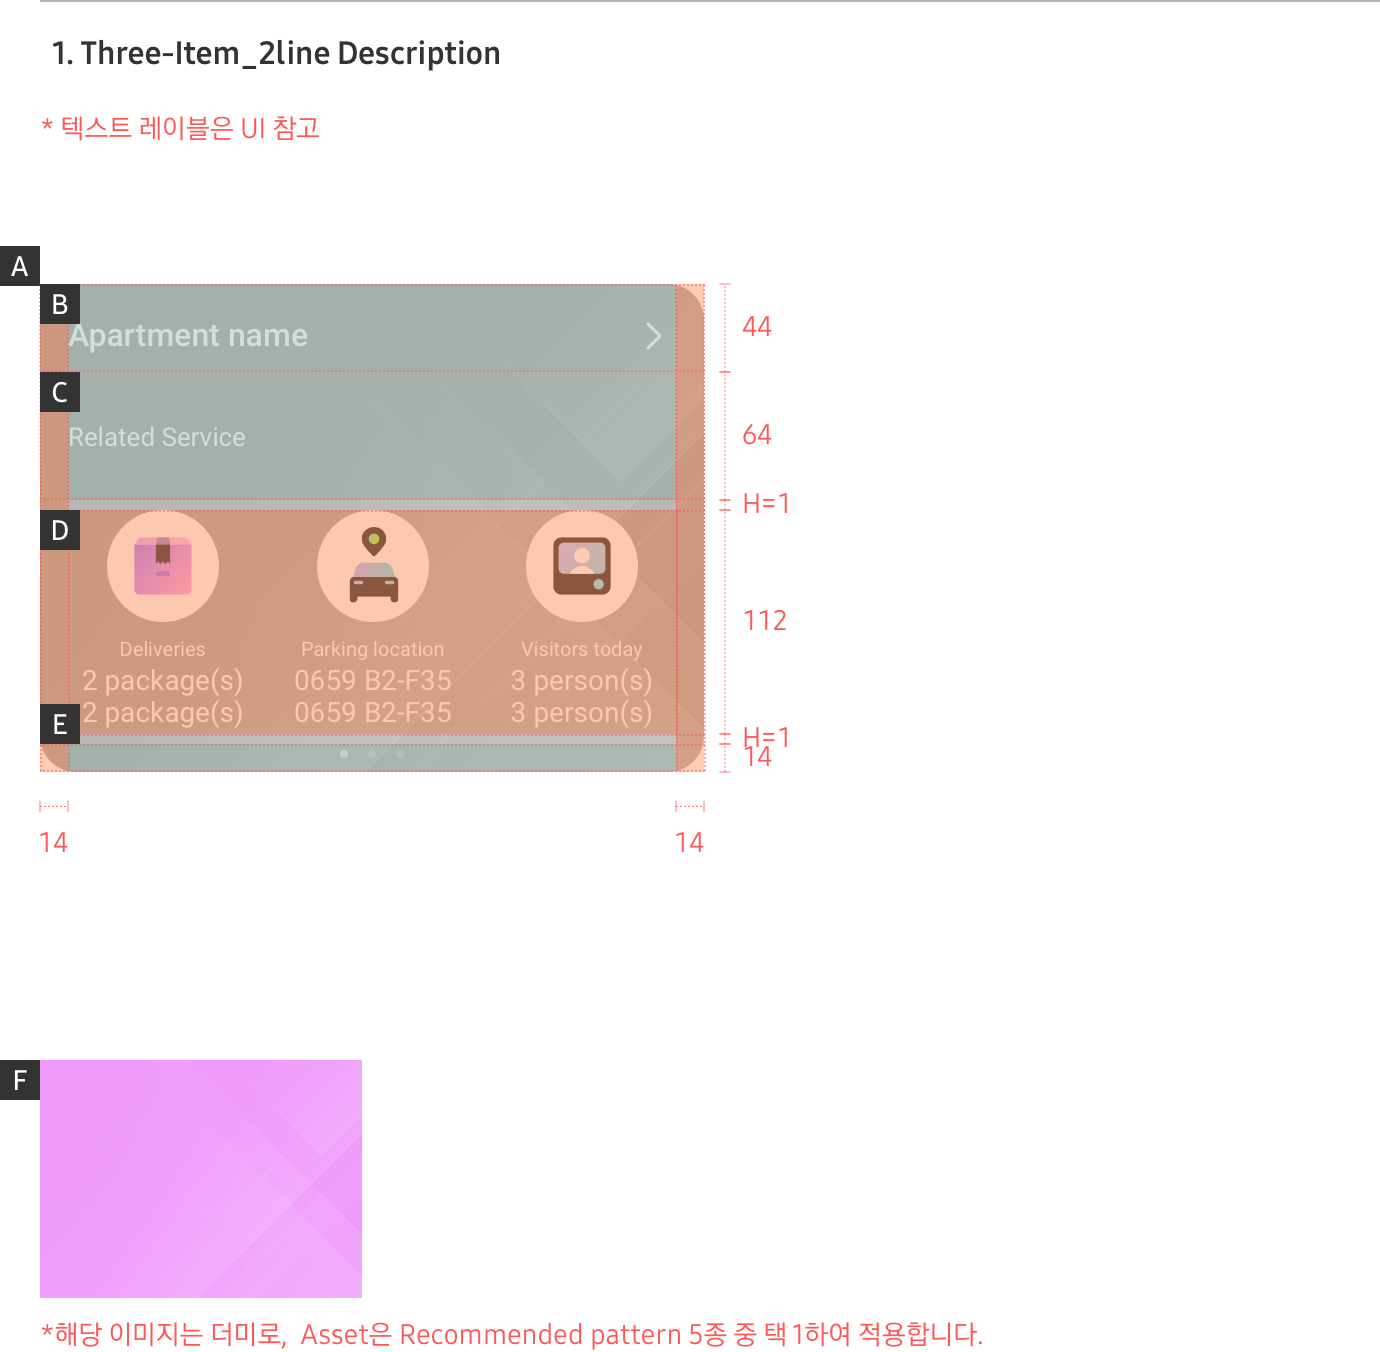 1. Three-Item_2line Description
* 텍스트 레이블은 UI 참고
A
B
Apartment name
44
C
Related Service
64
H=1
D
Deliveries Parking location Visitors today
112
2 package(s) 0659 B2-F35 3 person(s)
2 package(s) 0659 B2-F35 3 person(s)
E
H=1
14
14 14
F
*해당 이미지는 더미로, Asset은 Recommended pattern 5종 중 택 1하여 적용합니다.